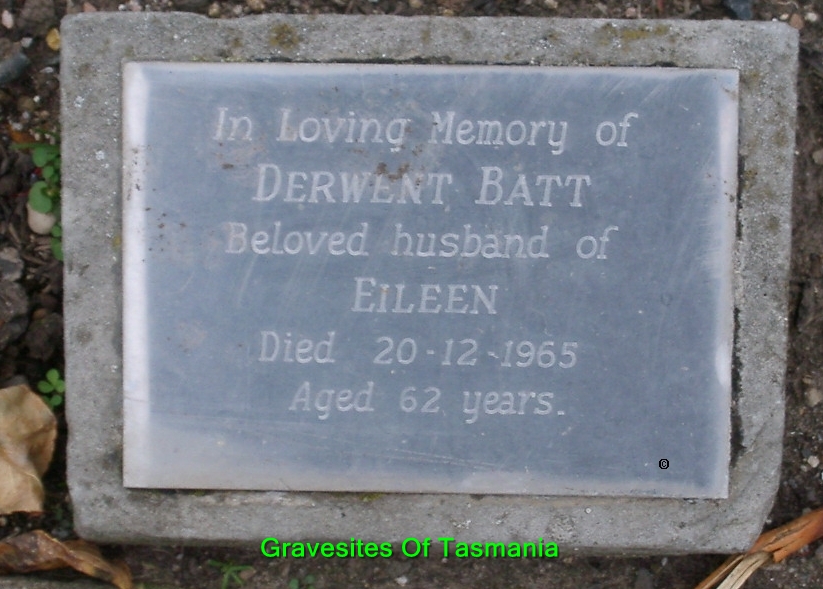 In Loving Memory of
DERWENT BATT
Beloved husband of
EILEEN
Died 20-12-1965
Aged 62 years.
©
Gravesites Of Tasmania